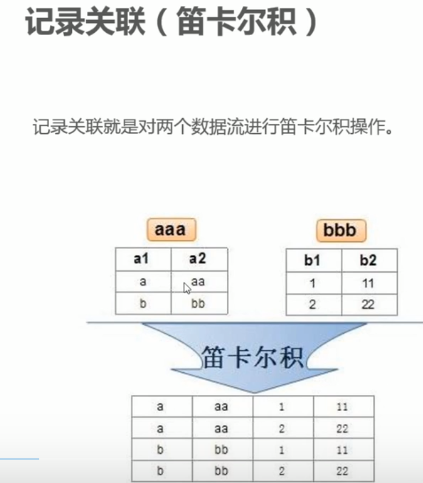 记录关联（笛卡尔积）
记录关联就是对两个数据流进行笛卡尔积操作。
aaa bbb
a1 a2 b1 b2
a aa 1 11
b bb 2 22
笛卡尔积
a aa 1 11
a aa 2 22
b bb 1 11
b bb 2 22